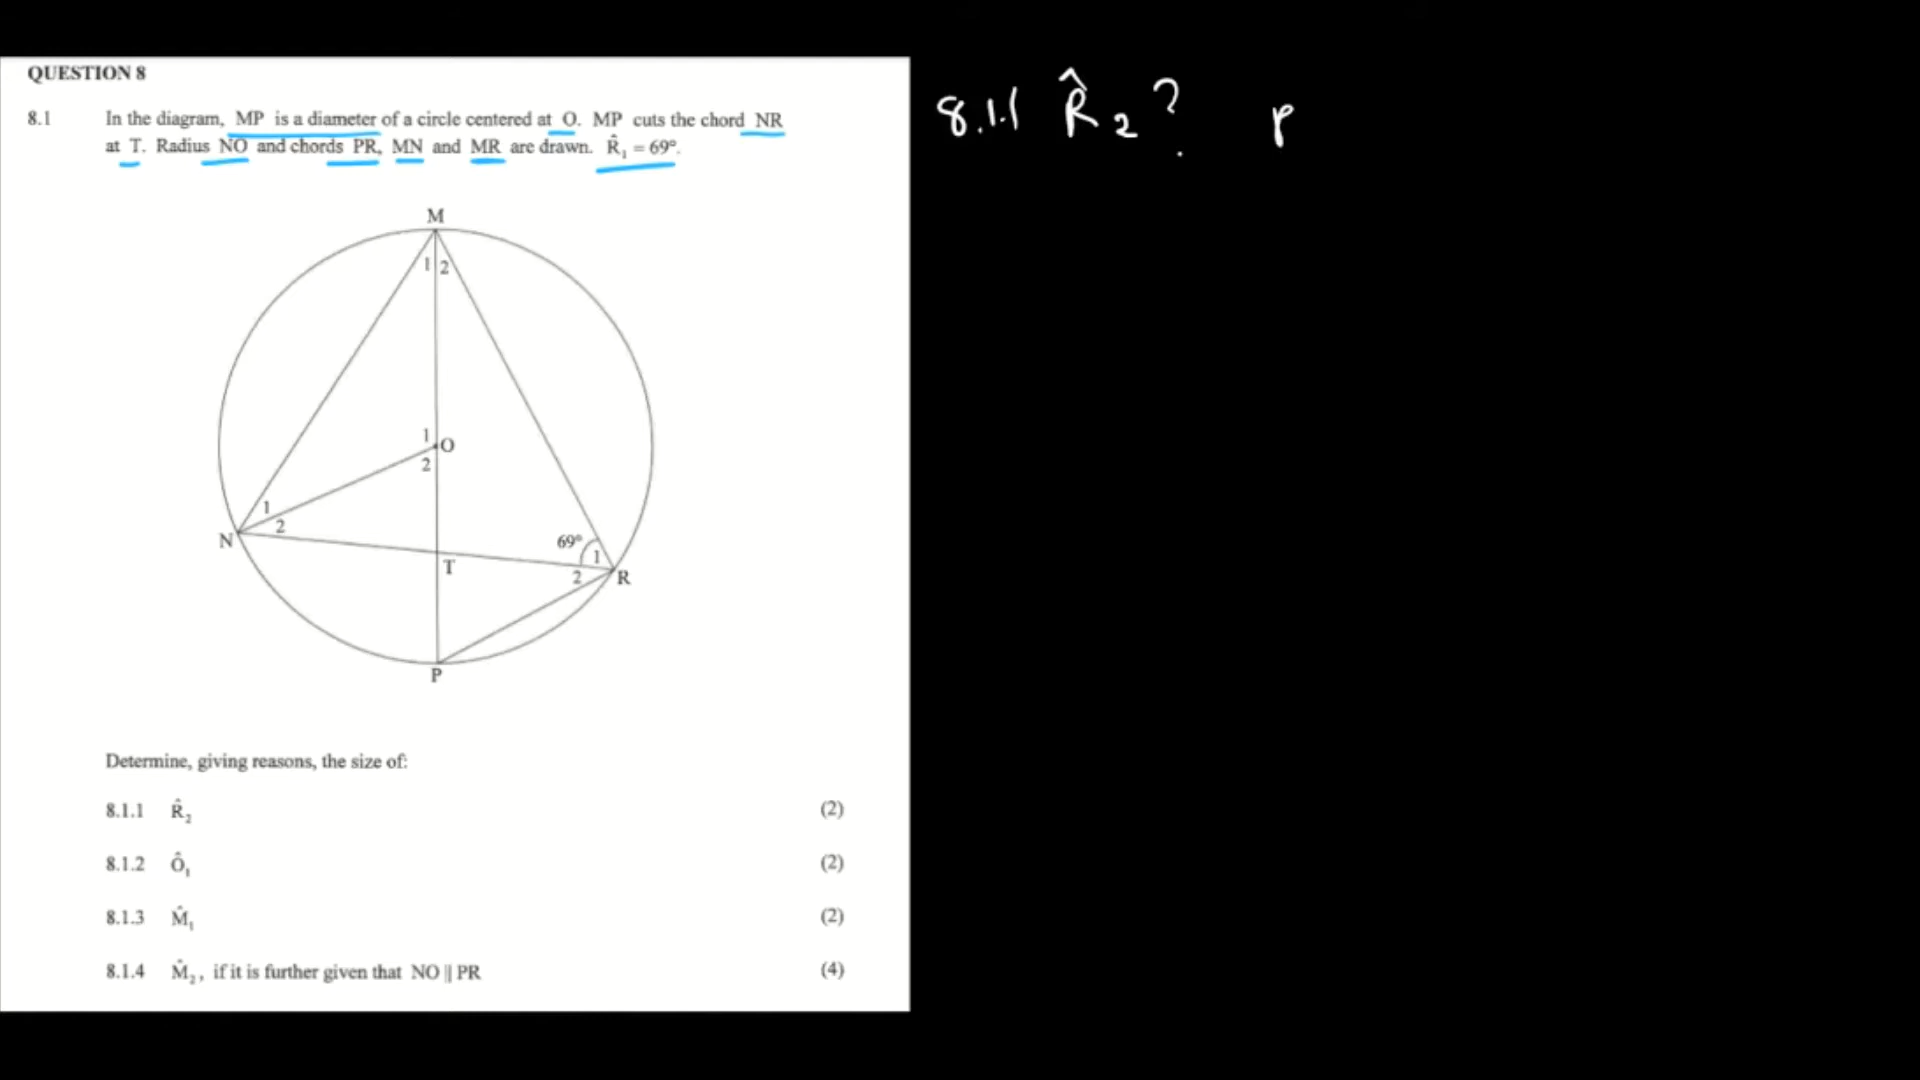 QUESTION 8
8.1 In the diagram, MP is a diameter of a circle centered at O. MP cuts the chord NR
at T. Radius NO and chords PR, MN and MR are drawn. R̂₁ = 69°.
M
1 2
1 O
2
1
2
N
69°
1
T
2 R
P
Determine, giving reasons, the size of:
8.1.1 R̂₂ (2)
8.1.2 Ô₁ (2)
8.1.3 M̂₁ (2)
8.1.4 M̂₂, if it is further given that NO || PR (4)
8.1.1 R̂₂ ? P